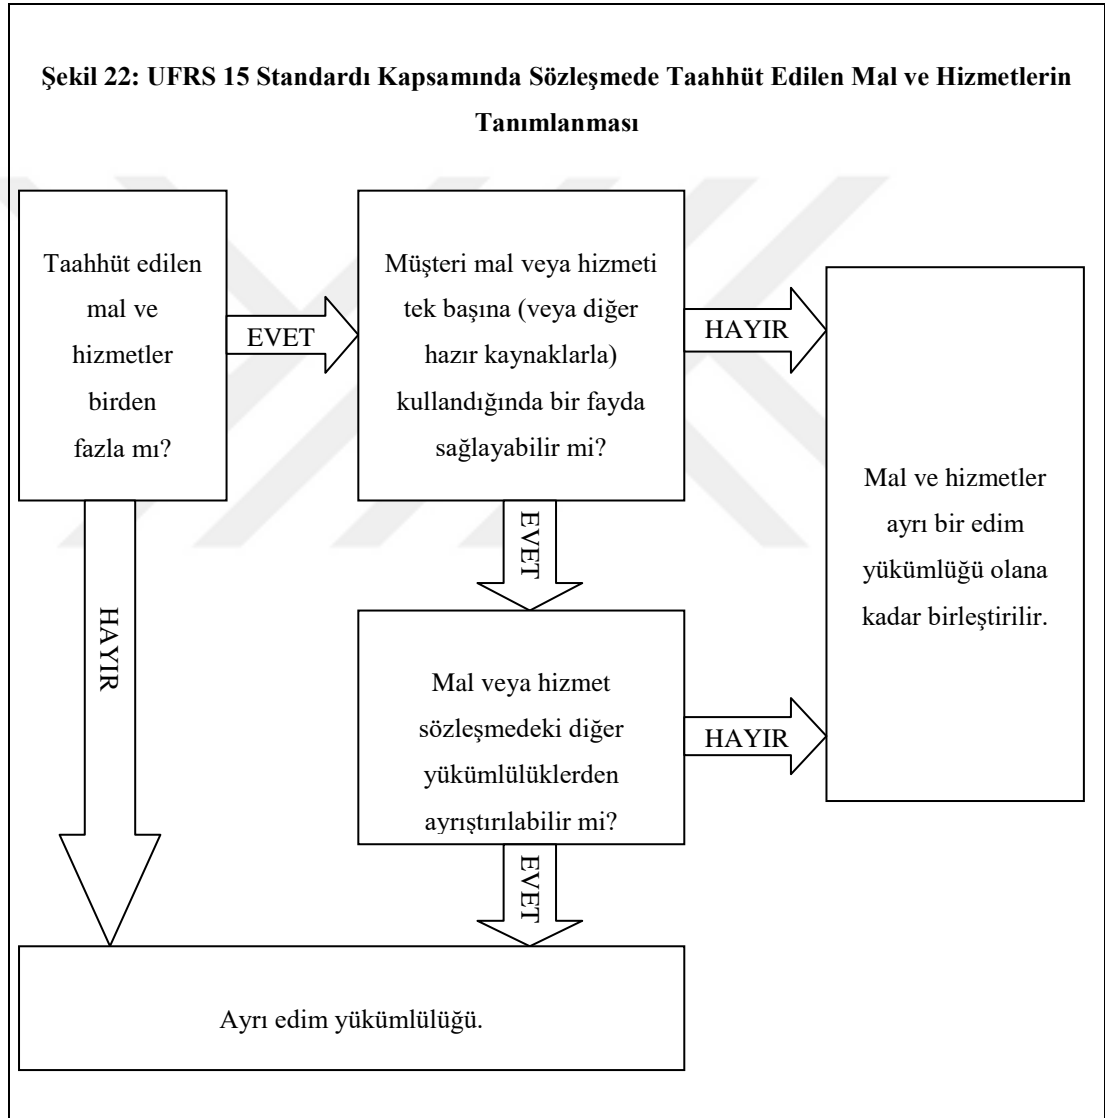 Şekil 22: UFRS 15 Standardı Kapsamında Sözleşmede Taahhüt Edilen Mal ve Hizmetlerin
Tanımlanması
Taahhüt edilen
mal ve
hizmetler
birden
fazla mı?
EVET
Müşteri mal veya hizmeti
tek başına (veya diğer
hazır kaynaklarla)
kullandığında bir fayda
sağlayabilir mi?
HAYIR
Mal ve hizmetler
ayrı bir edim
yükümlüğü olana
kadar birleştirilir.
EVET
HAYIR
Mal veya hizmet
sözleşmedeki diğer
yükümlülüklerden
ayrıştırılabilir mi?
HAYIR
EVET
Ayrı edim yükümlülüğü.